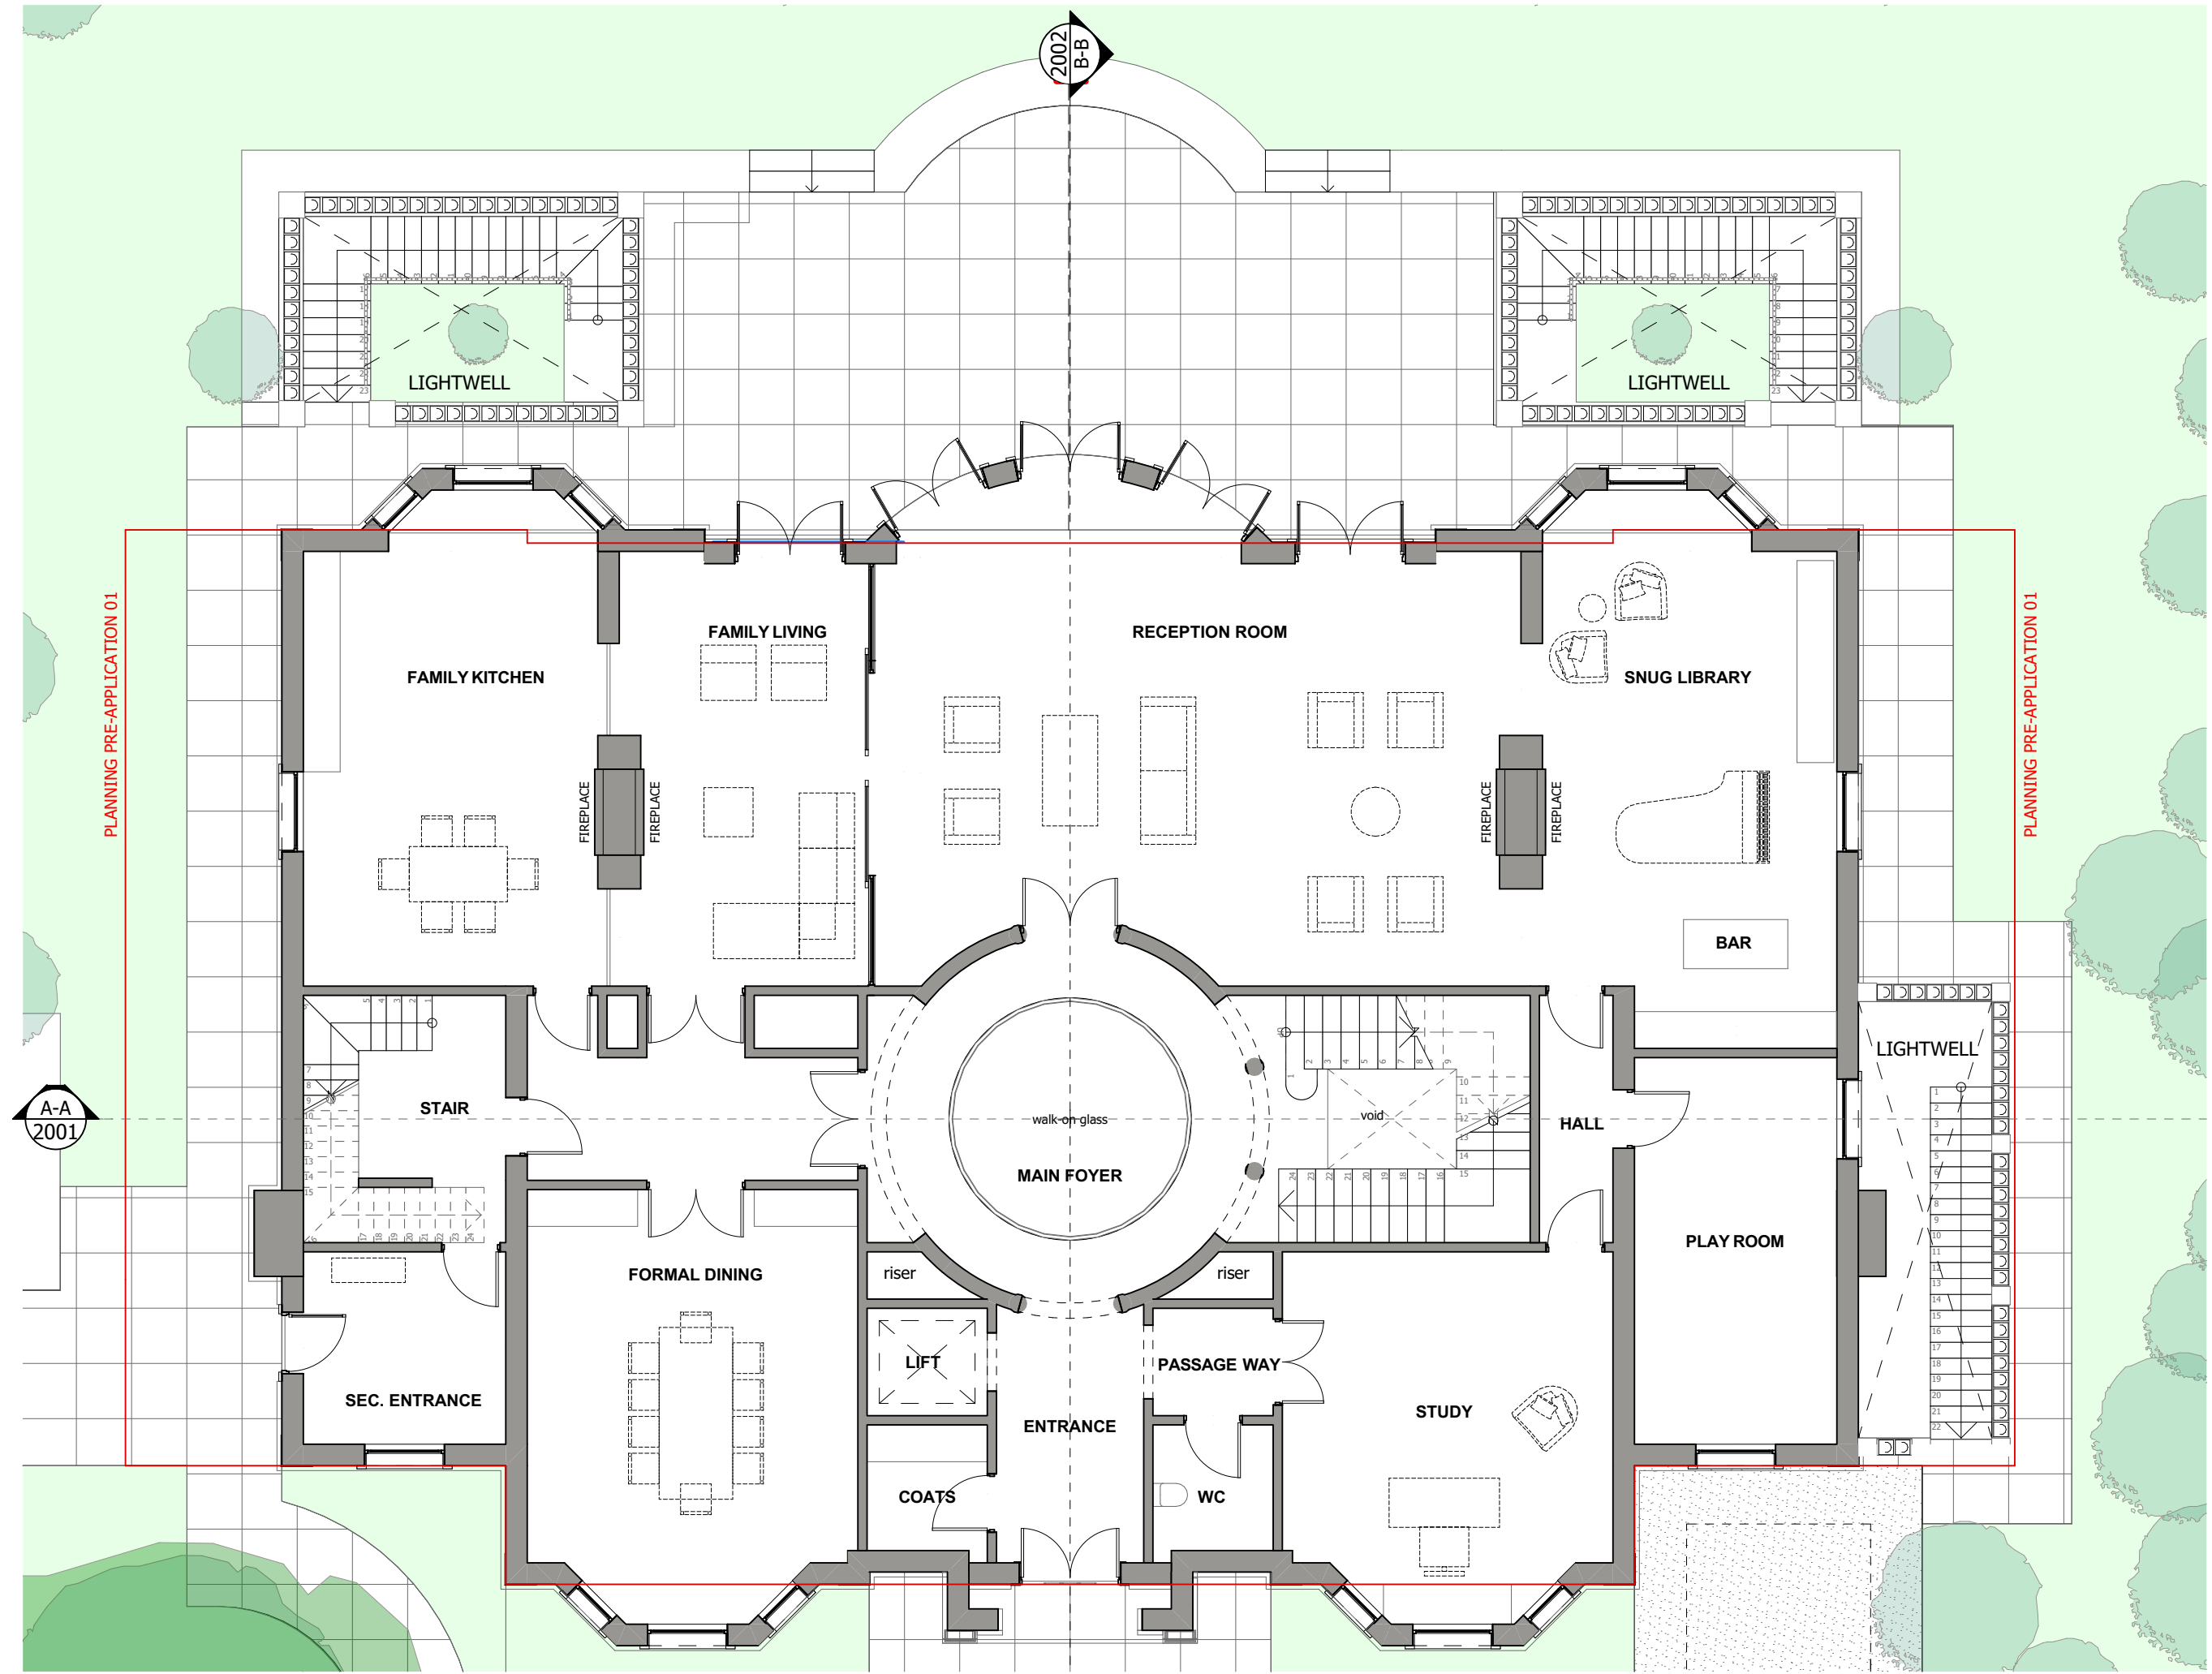 2002
B-B
LIGHTWELL
LIGHTWELL
PLANNING PRE-APPLICATION 01
PLANNING PRE-APPLICATION 01
FAMILY LIVING
RECEPTION ROOM
FAMILY KITCHEN
SNUG LIBRARY
FIREPLACE
FIREPLACE
FIREPLACE
FIREPLACE
BAR
LIGHTWELL
A-A
2001
STAIR
walk-on glass
void
HALL
MAIN FOYER
PLAY ROOM
FORMAL DINING
riser
riser
LIFT
PASSAGE WAY
SEC. ENTRANCE
STUDY
ENTRANCE
COATS
WC